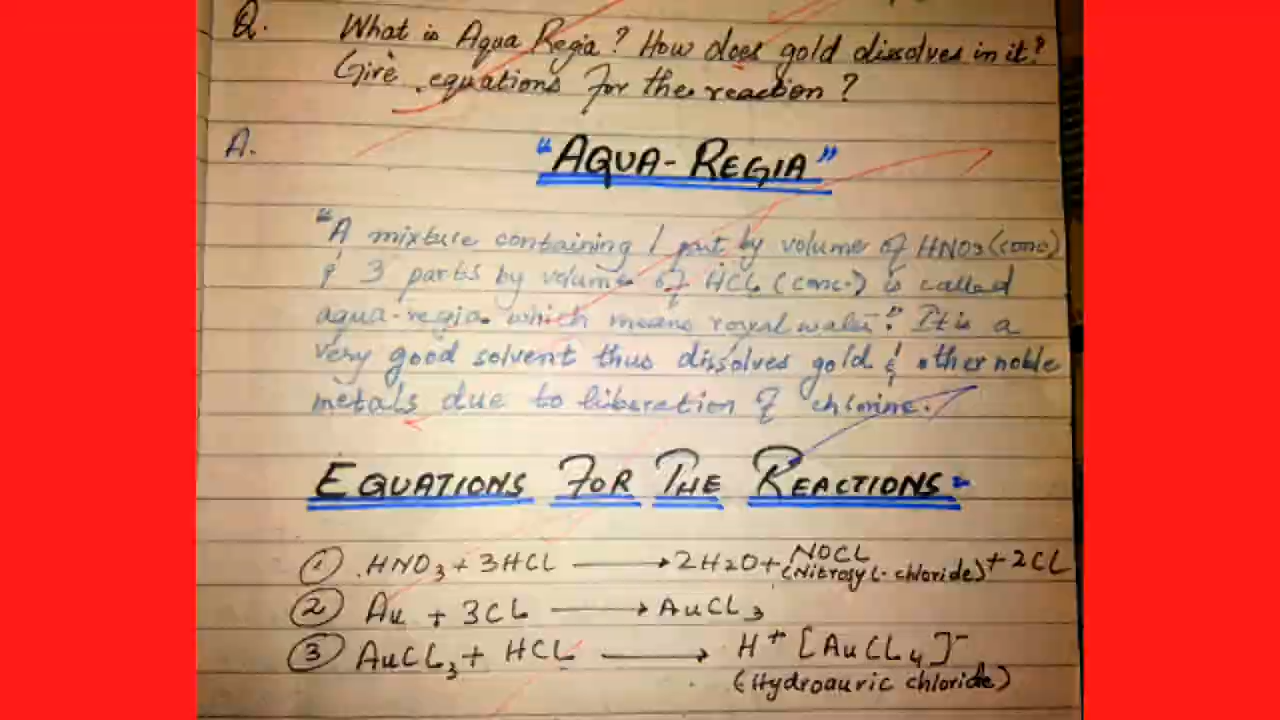 Q. What is Aqua Regia? How does gold dissolves in it?
Give equations for the reaction?
A. "AQUA-REGIA"
"A mixture containing 1 part by volume of HNO3 (conc)
& 3 parts by volume of HCl (conc.) is called
aqua-regia. which means royal water." It is a
very good solvent thus dissolves gold & other noble
metals due to liberation of chlorine.
EQUATIONS FOR THE REACTIONS:-
① HNO₃ + 3HCL → 2H2O + NOCL + 2CL
(Nitrosyl-chloride)
② Au + 3CL → AuCL₃
③ AuCL₃ + HCL → H⁺ [AuCL₄]⁻
(Hydroauric chloride)